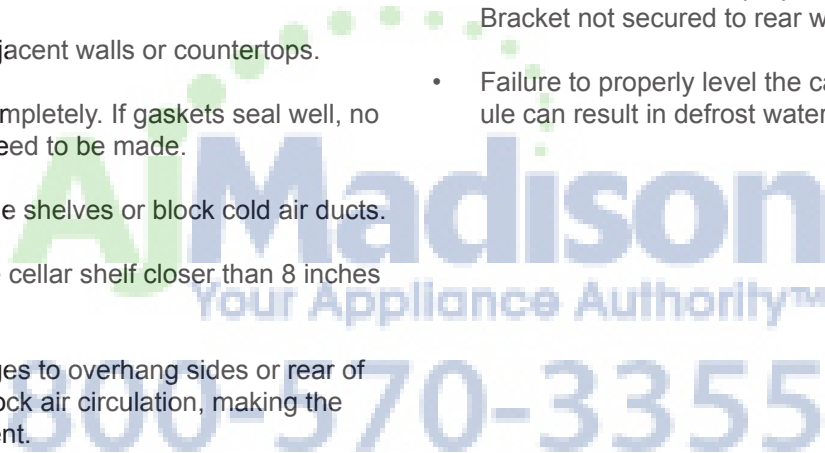 jacent walls or countertops.
mpletely. If gaskets seal well, no
eed to be made.
e shelves or block cold air ducts.
cellar shelf closer than 8 inches
ges to overhang sides or rear of
ock air circulation, making the
ent.
Bracket not secured to rear w
• Failure to properly level the ca
ule can result in defrost water
AJMadison
Your Appliance Authority™
800-570-3355